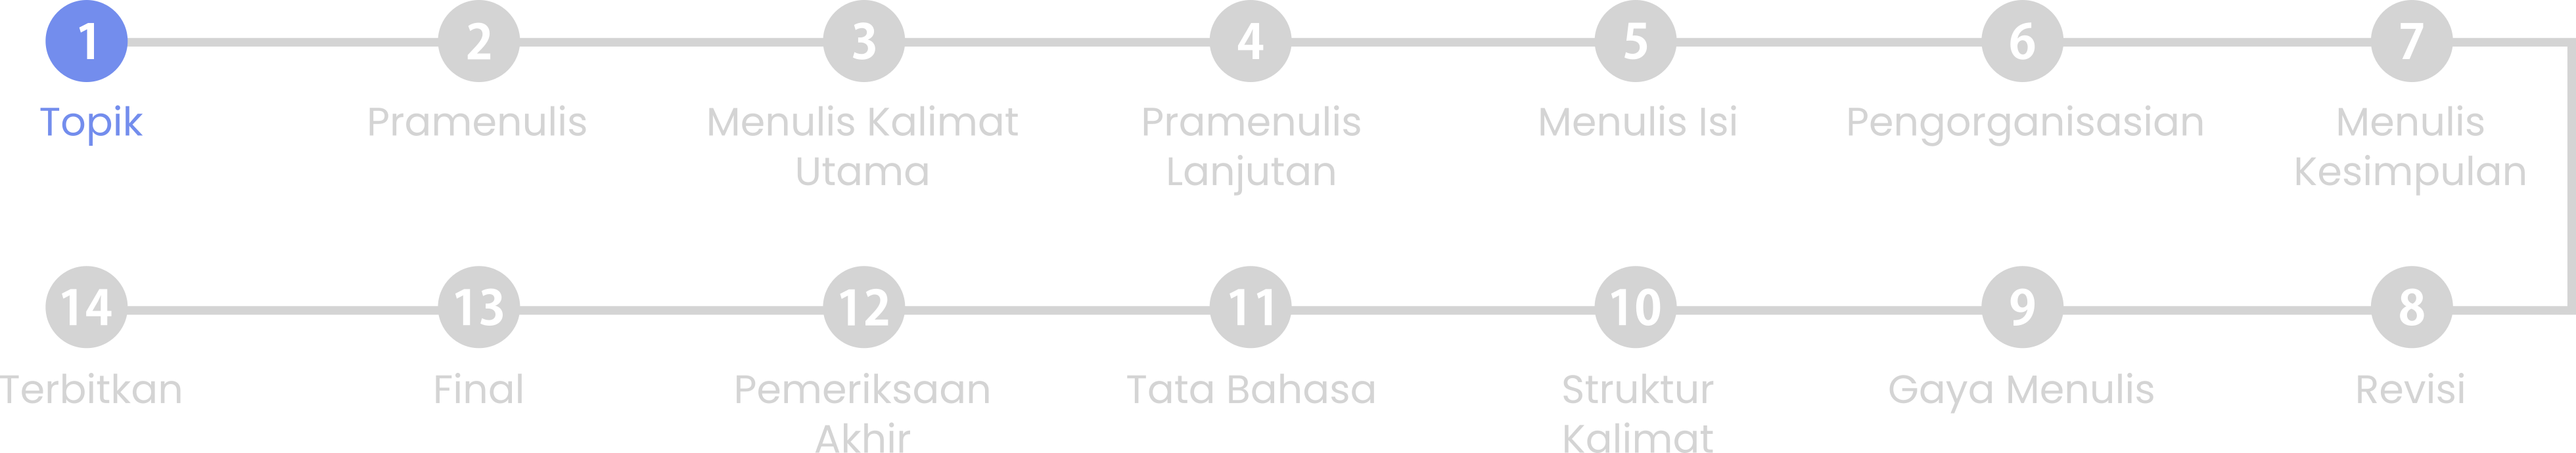 1 2 3 4 5 6 7
Topik Pramenulis Menulis Kalimat Pramenulis Menulis Isi Pengorganisasian Menulis
Utama Lanjutan Kesimpulan
14 13 12 11 10 9 8
Terbitkan Final Pemeriksaan Tata Bahasa Struktur Gaya Menulis Revisi
Akhir Kalimat